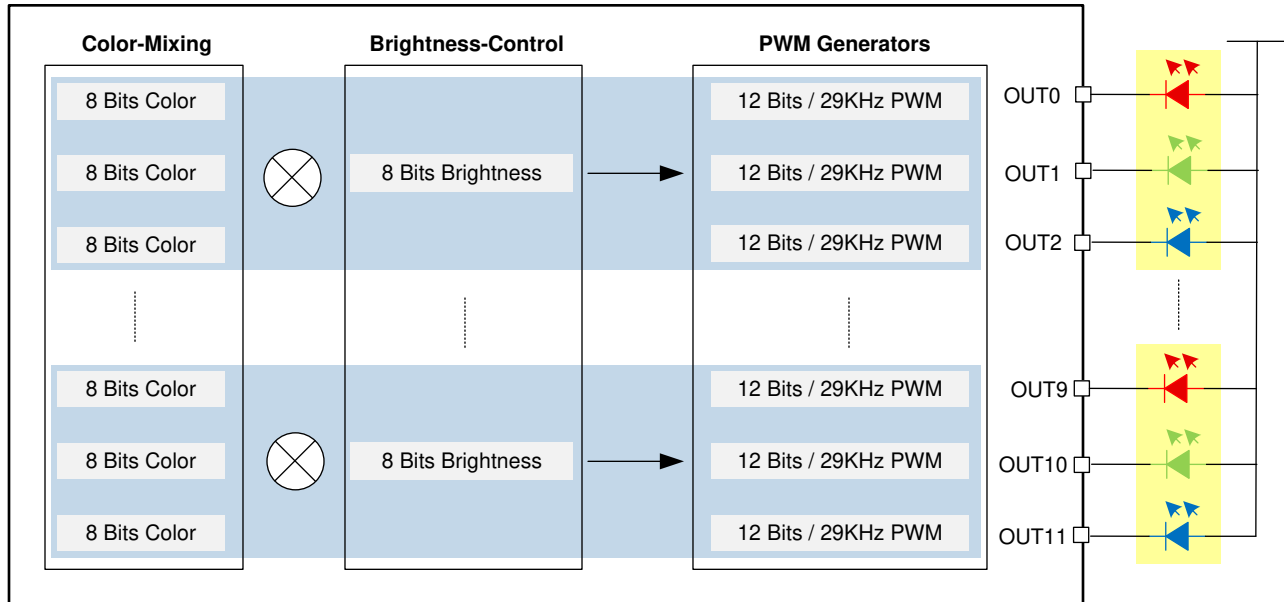 Color-Mixing
Brightness-Control
PWM Generators
8 Bits Color
12 Bits / 29KHz PWM
OUT0
8 Bits Color
8 Bits Brightness
12 Bits / 29KHz PWM
OUT1
8 Bits Color
12 Bits / 29KHz PWM
OUT2
8 Bits Color
12 Bits / 29KHz PWM
OUT9
8 Bits Color
8 Bits Brightness
12 Bits / 29KHz PWM
OUT10
8 Bits Color
12 Bits / 29KHz PWM
OUT11